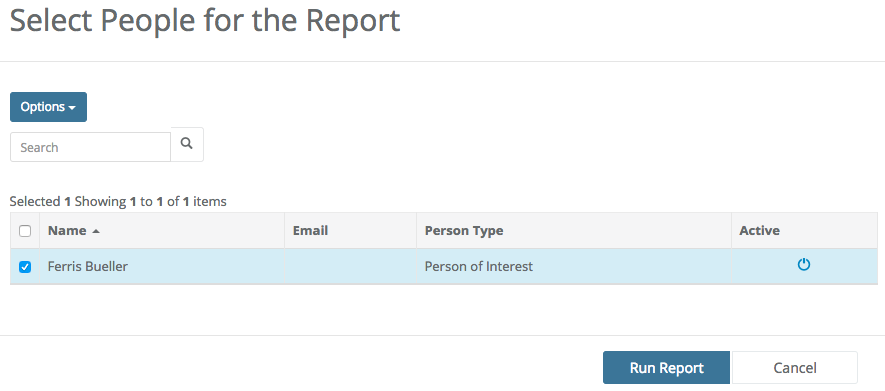 Select People for the Report
Options
Search
Selected 1 Showing 1 to 1 of 1 items
Name Email Person Type Active
Ferris Bueller Person of Interest
Run Report Cancel